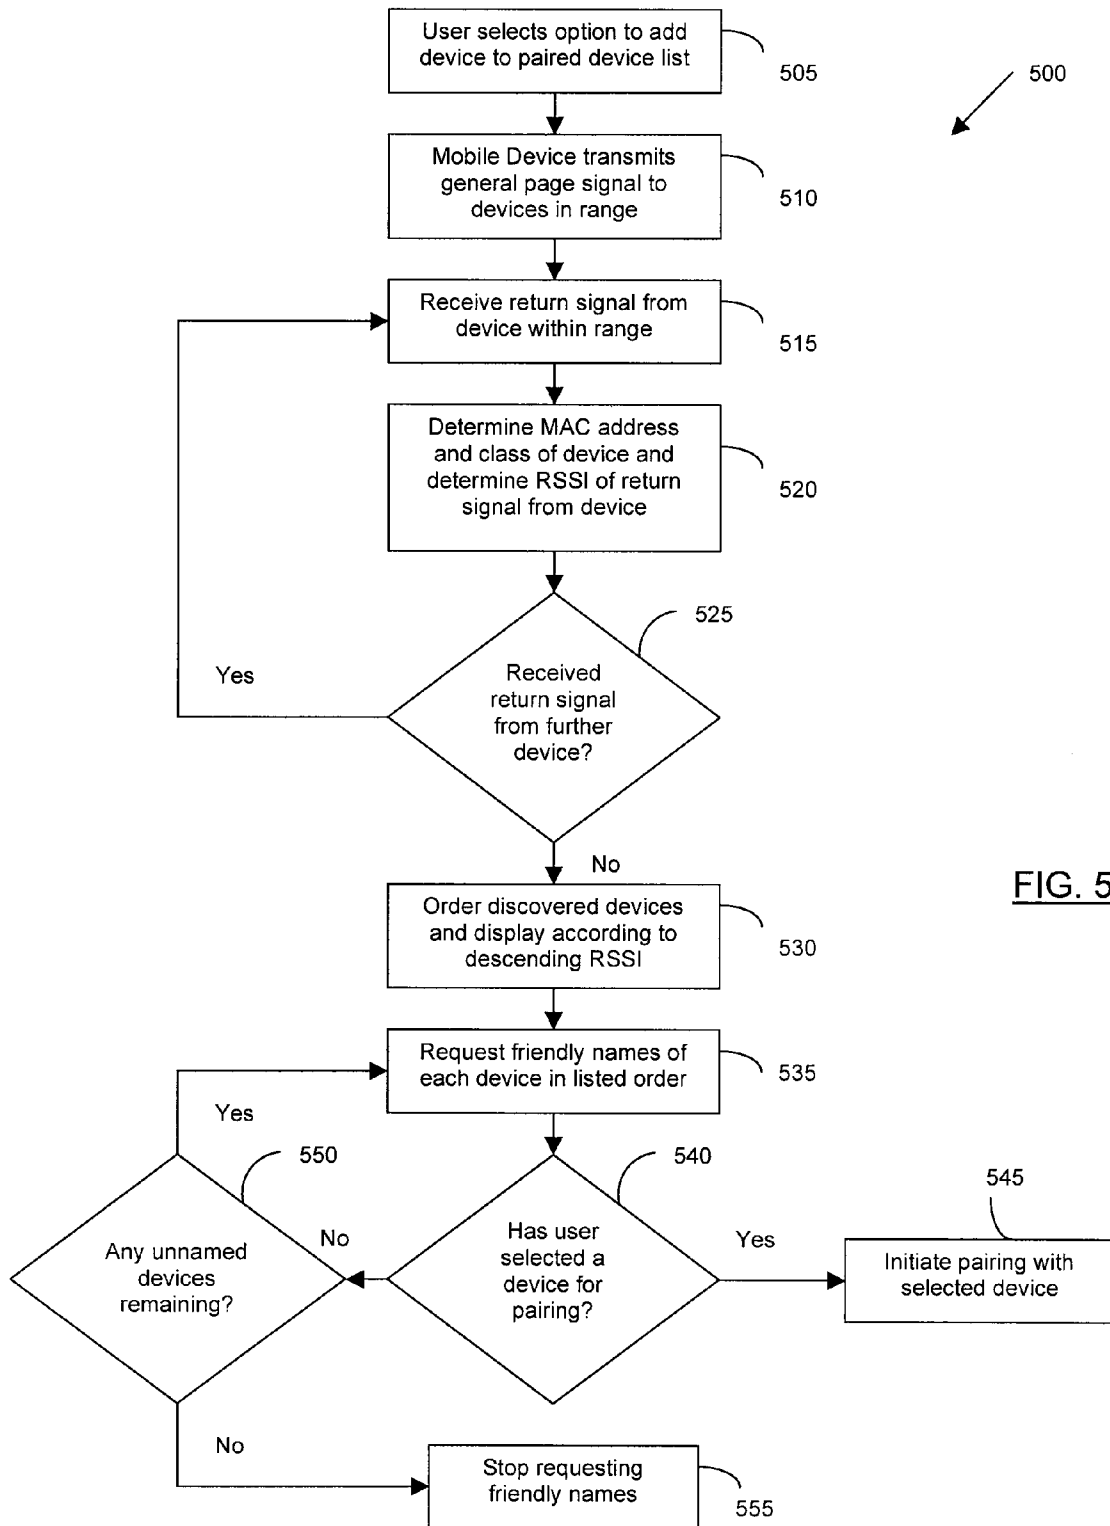 User selects option to add
device to paired device list
505
500
Mobile Device transmits
general page signal to
devices in range
510
Receive return signal from
device within range
515
Determine MAC address
and class of device and
determine RSSI of return
signal from device
520
525
Received
return signal
from further
device?
Yes
No
FIG. 5
Order discovered devices
and display according to
descending RSSI
530
Request friendly names of
each device in listed order
535
Yes
550
540
545
Any unnamed
devices
remaining?
No
Has user
selected a
device for
pairing?
Yes
Initiate pairing with
selected device
No
Stop requesting
friendly names
555